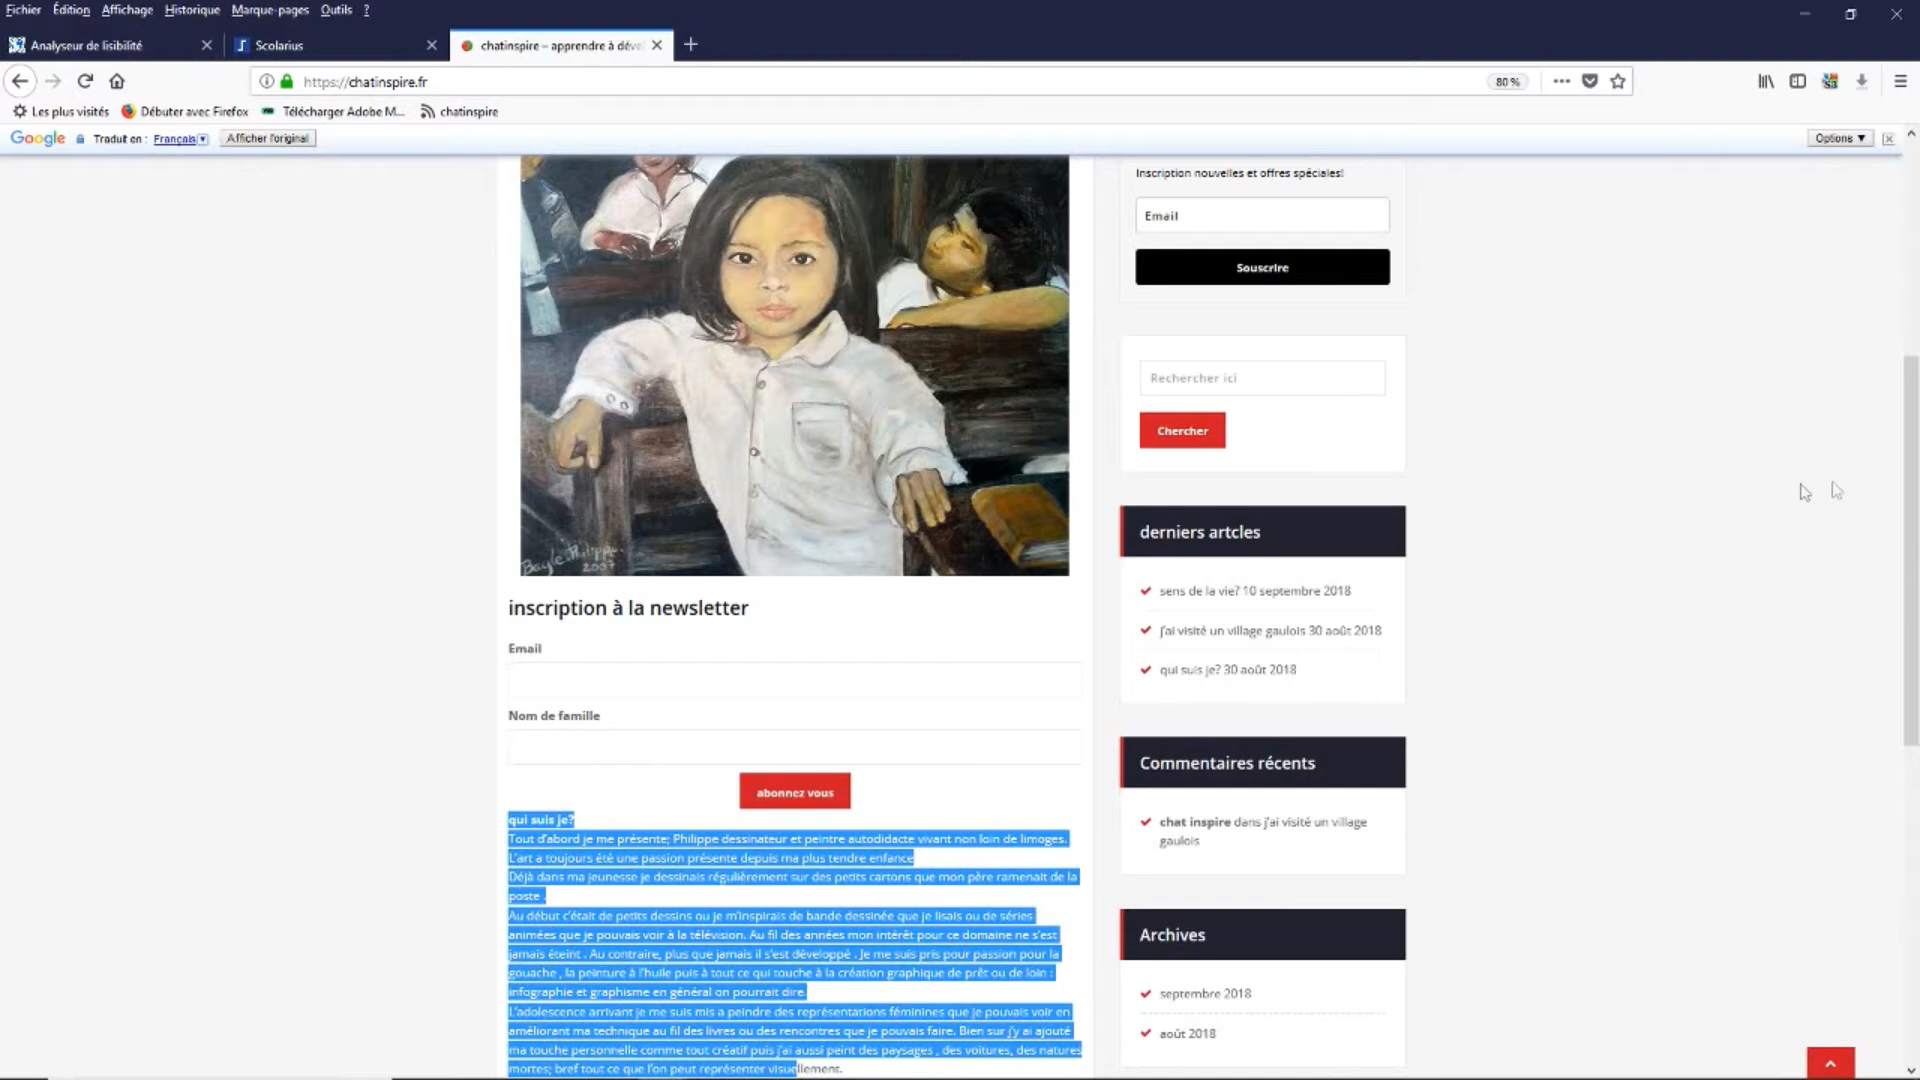 Fichier Édition Affichage Historique Marque-pages Outils ?
Analyseur de lisibilité
Scolarius
chatinspire – apprendre à déve
https://chatinspire.fr
80 %
Les plus visités
Débuter avec Firefox
Télécharger Adobe M...
chatinspire
Google
Traduit en : Français
Afficher l'original
Options ▼
Inscription nouvelles et offres spéciales!
Email
Souscrire
Rechercher ici
Chercher
Bayle Philippe
2007
derniers artcles
sens de la vie? 10 septembre 2018
j'ai visité un village gaulois 30 août 2018
qui suis je? 30 août 2018
inscription à la newsletter
Email
Nom de famille
abonnez vous
Commentaires récents
chat inspire dans j'ai visité un village
gaulois
qui suis je?
Tout d'abord je me présente; Philippe dessinateur et peintre autodidacte vivant non loin de limoges.
L'art a toujours été une passion présente depuis ma plus tendre enfance
Déjà dans ma jeunesse je dessinais régulièrement sur des petits cartons que mon père ramenait de la
poste .
Au début c'était de petits dessins ou je m'inspirais de bande dessinée que je lisais ou de séries
animées que je pouvais voir à la télévision. Au fil des années mon intérêt pour ce domaine ne s'est
jamais éteint . Au contraire, plus que jamais il s'est développé . Je me suis pris pour passion pour la
gouache , la peinture à l'huile puis à tout ce qui touche à la création graphique de prêt ou de loin :
infographie et graphisme en général on pourrait dire.
L'adolescence arrivant je me suis mis a peindre des représentations féminines que je pouvais voir en
améliorant ma technique au fil des livres ou des rencontres que je pouvais faire. Bien sur j'y ai ajouté
ma touche personnelle comme tout créatif puis j'ai aussi peint des paysages , des voitures, des natures
mortes; bref tout ce que l'on peut représenter visuellement.
Archives
septembre 2018
août 2018